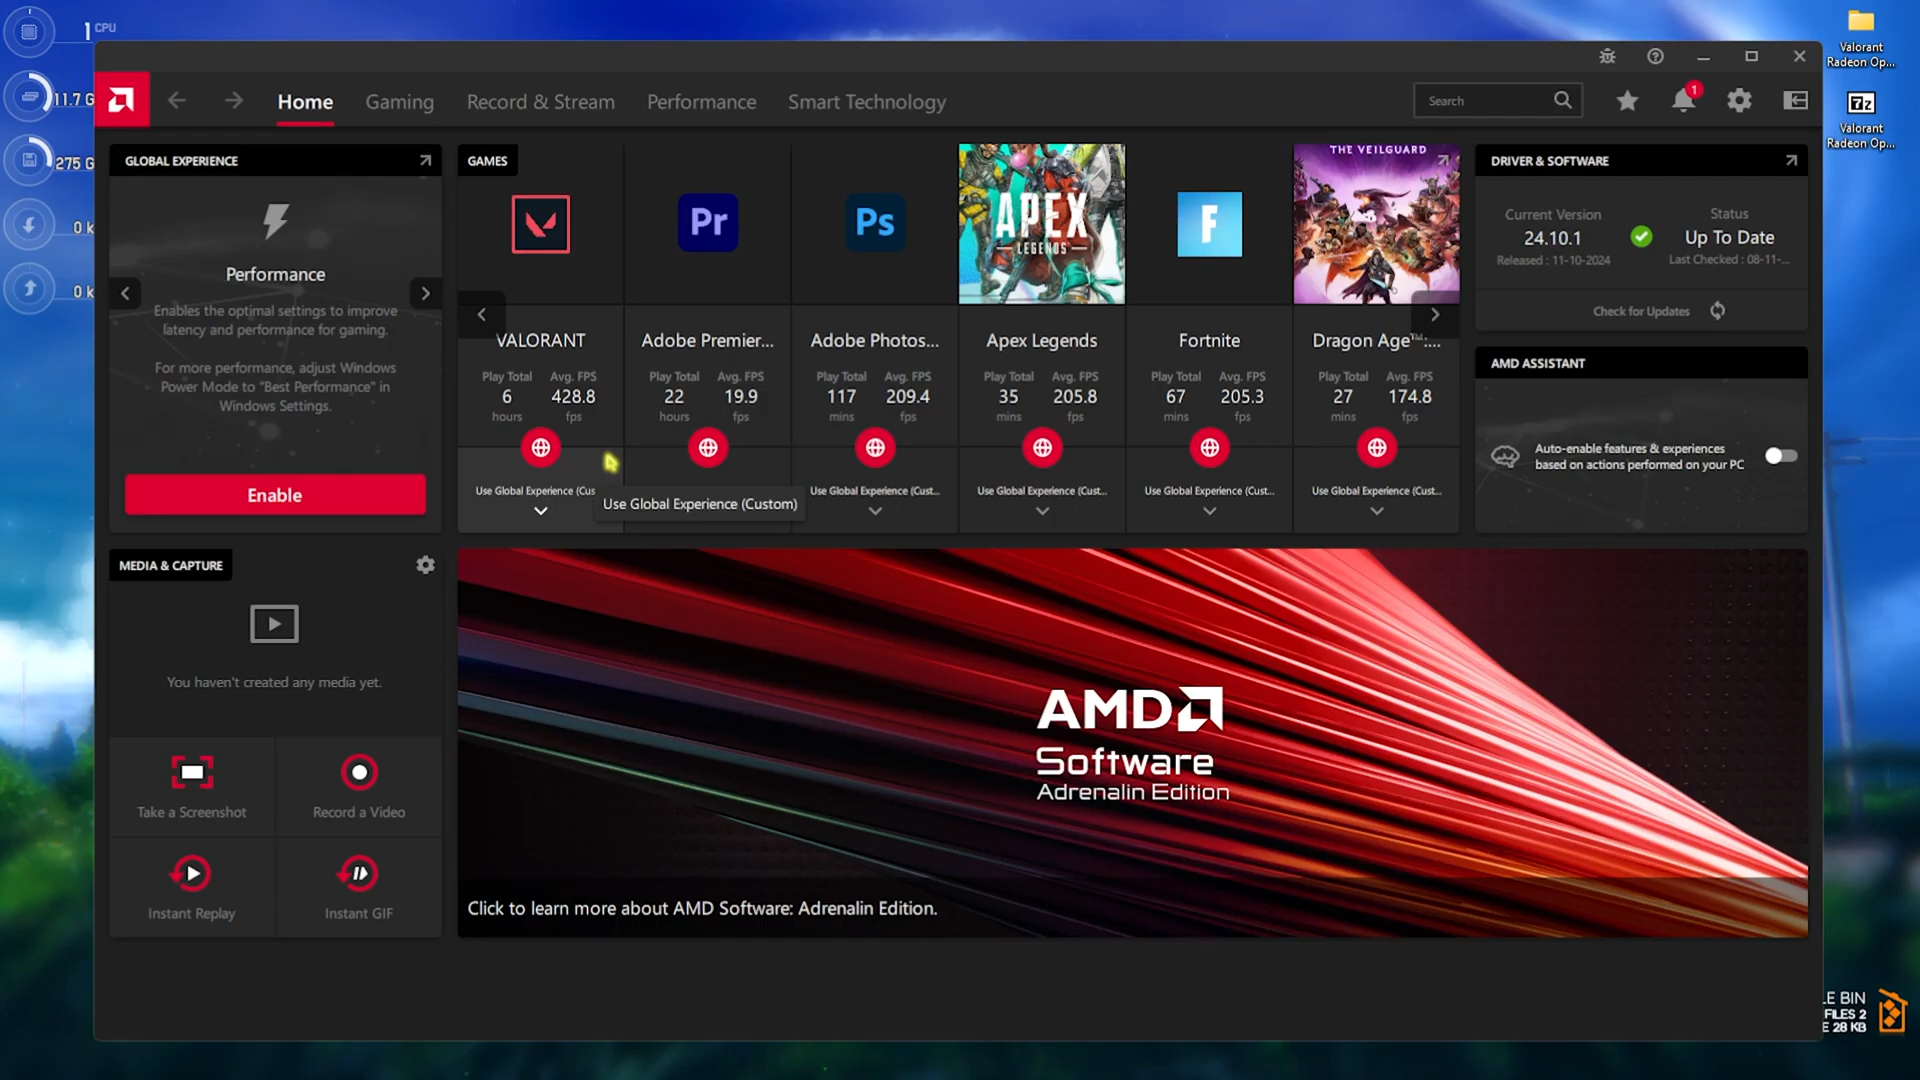 1 CPU
11.7 G
275 G
0 k
0 k
Home
Gaming
Record & Stream
Performance
Smart Technology
Search
1
GLOBAL EXPERIENCE
Performance
Enables the optimal settings to improve
latency and performance for gaming.
For more performance, adjust Windows
Power Mode to "Best Performance" in
Windows Settings.
Enable
GAMES
VALORANT
Play Total
Avg. FPS
6
428.8
hours
fps
Use Global Experience (Cus
Pr
Adobe Premier...
Play Total
Avg. FPS
22
19.9
hours
fps
Use Global Experience (Custom)
Ps
Adobe Photos...
Play Total
Avg. FPS
117
209.4
mins
fps
Use Global Experience (Cust...
APEX
LEGENDS
Apex Legends
Play Total
Avg. FPS
35
205.8
mins
fps
Use Global Experience (Cust...
F
Fortnite
Play Total
Avg. FPS
67
205.3
mins
fps
Use Global Experience (Cust...
THE VEILGUARD
Dragon Age™:...
Play Total
Avg. FPS
27
174.8
mins
fps
Use Global Experience (Cust...
DRIVER & SOFTWARE
Current Version
24.10.1
Released : 11-10-2024
Status
Up To Date
Last Checked : 08-11-...
Check for Updates
AMD ASSISTANT
Auto-enable features & experiences
based on actions performed on your PC
MEDIA & CAPTURE
You haven't created any media yet.
Take a Screenshot
Record a Video
Instant Replay
Instant GIF
AMD
Software
Adrenalin Edition
Click to learn more about AMD Software: Adrenalin Edition.
Valorant
Radeon Op...
7z
Valorant
Radeon Op...
LE BIN
FILES 2
E 28 KB